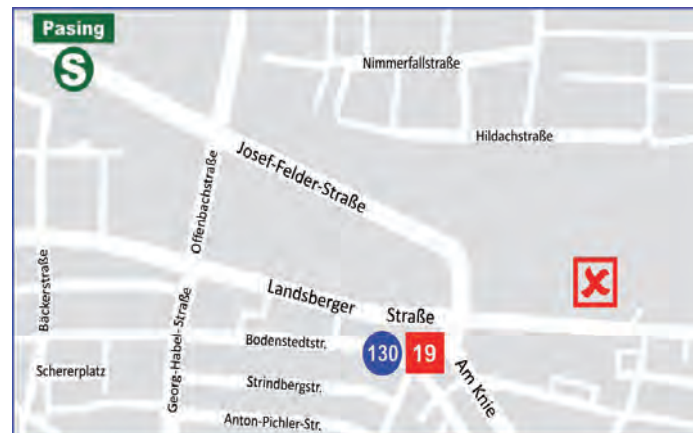 Pasing
S
Nimmerfallstraße
Hildachstraße
Josef-Felder-Straße
Offenbachstraße
Bäckerstraße
Landsberger Straße
Georg-Habel-Straße
Bodenstedtstr.
130
19
Am Knie
Schererplatz
Strindbergstr.
Anton-Pichler-Str.